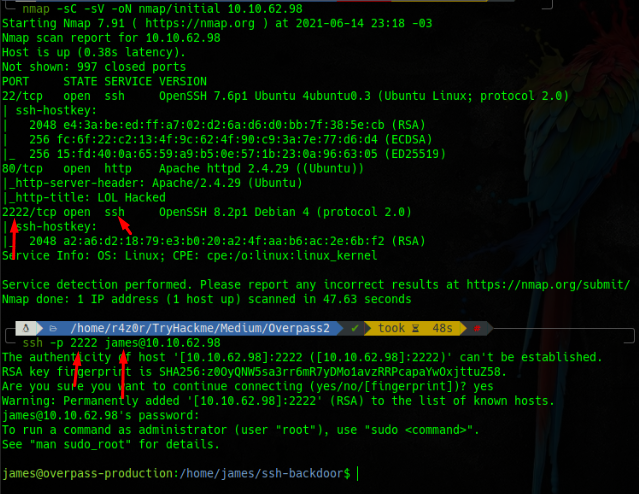 nmap -sC -sV -oN nmap/initial 10.10.62.98
Starting Nmap 7.91 ( https://nmap.org ) at 2021-06-14 23:18 -03
Nmap scan report for 10.10.62.98
Host is up (0.38s latency).
Not shown: 997 closed ports
PORT     STATE SERVICE VERSION
22/tcp   open  ssh     OpenSSH 7.6p1 Ubuntu 4ubuntu0.3 (Ubuntu Linux; protocol 2.0)
| ssh-hostkey:
|   2048 e4:3a:be:ed:ff:a7:02:d2:6a:d6:d0:bb:7f:38:5e:cb (RSA)
|   256 fc:6f:22:c2:13:4f:9c:62:4f:90:c9:3a:7e:77:d6:d4 (ECDSA)
|_  256 15:fd:40:0a:65:59:a9:b5:0e:57:1b:23:0a:96:63:05 (ED25519)
80/tcp   open  http    Apache httpd 2.4.29 ((Ubuntu))
|_http-server-header: Apache/2.4.29 (Ubuntu)
|_http-title: LOL Hacked
2222/tcp open  ssh     OpenSSH 8.2p1 Debian 4 (protocol 2.0)
| ssh-hostkey:
|_  2048 a2:a6:d2:18:79:e3:b0:20:a2:4f:aa:b6:ac:2e:6b:f2 (RSA)
Service Info: OS: Linux; CPE: cpe:/o:linux:linux_kernel
Service detection performed. Please report any incorrect results at https://nmap.org/submit/
Nmap done: 1 IP address (1 host up) scanned in 47.63 seconds
/home/r4z0r/TryHackme/Medium/Overpass2 ✔ took 48s
ssh -p 2222 james@10.10.62.98
The authenticity of host '[10.10.62.98]:2222 ([10.10.62.98]:2222)' can't be established.
RSA key fingerprint is SHA256:z0OyQNW5sa3rr6mR7yDMo1avzRRPcapaYwOxjttuZ58.
Are you sure you want to continue connecting (yes/no/[fingerprint])? yes
Warning: Permanently added '[10.10.62.98]:2222' (RSA) to the list of known hosts.
james@10.10.62.98's password:
To run a command as administrator (user "root"), use "sudo <command>".
See "man sudo_root" for details.
james@overpass-production:/home/james/ssh-backdoor$